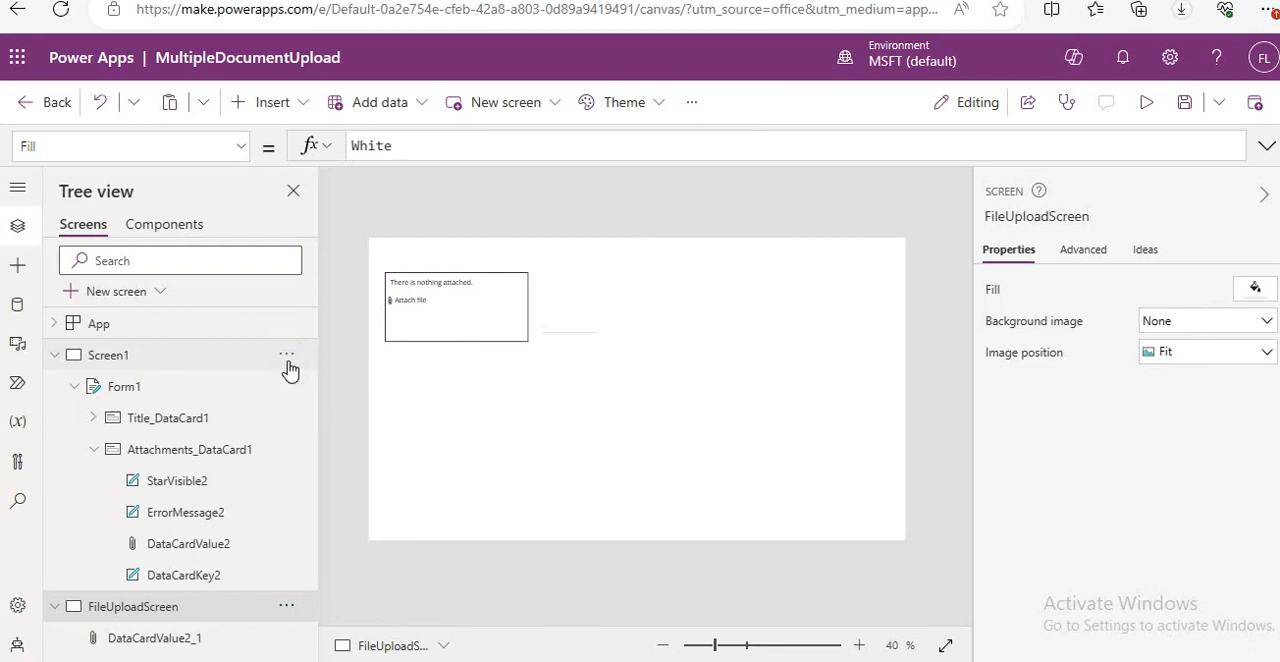 https://make.powerapps.com/e/Default-0a2e754e-cfeb-42a8-a803-0d89a9419491/canvas/?utm_source=office&utm_medium=app...
Power Apps | MultipleDocumentUpload
Environment
MSFT (default)
FL
Back
Insert
Add data
New screen
Theme
...
Editing
Fill
=
fx
White
Tree view
Screens
Components
Search
New screen
App
Screen1
...
Form1
Title_DataCard1
Attachments_DataCard1
StarVisible2
ErrorMessage2
DataCardValue2
DataCardKey2
FileUploadScreen
...
DataCardValue2_1
There is nothing attached.
Attach file
FileUploadS...
40 %
SCREEN
FileUploadScreen
Properties
Advanced
Ideas
Fill
Background image
None
Image position
Fit
Activate Windows
Go to Settings to activate Windows.